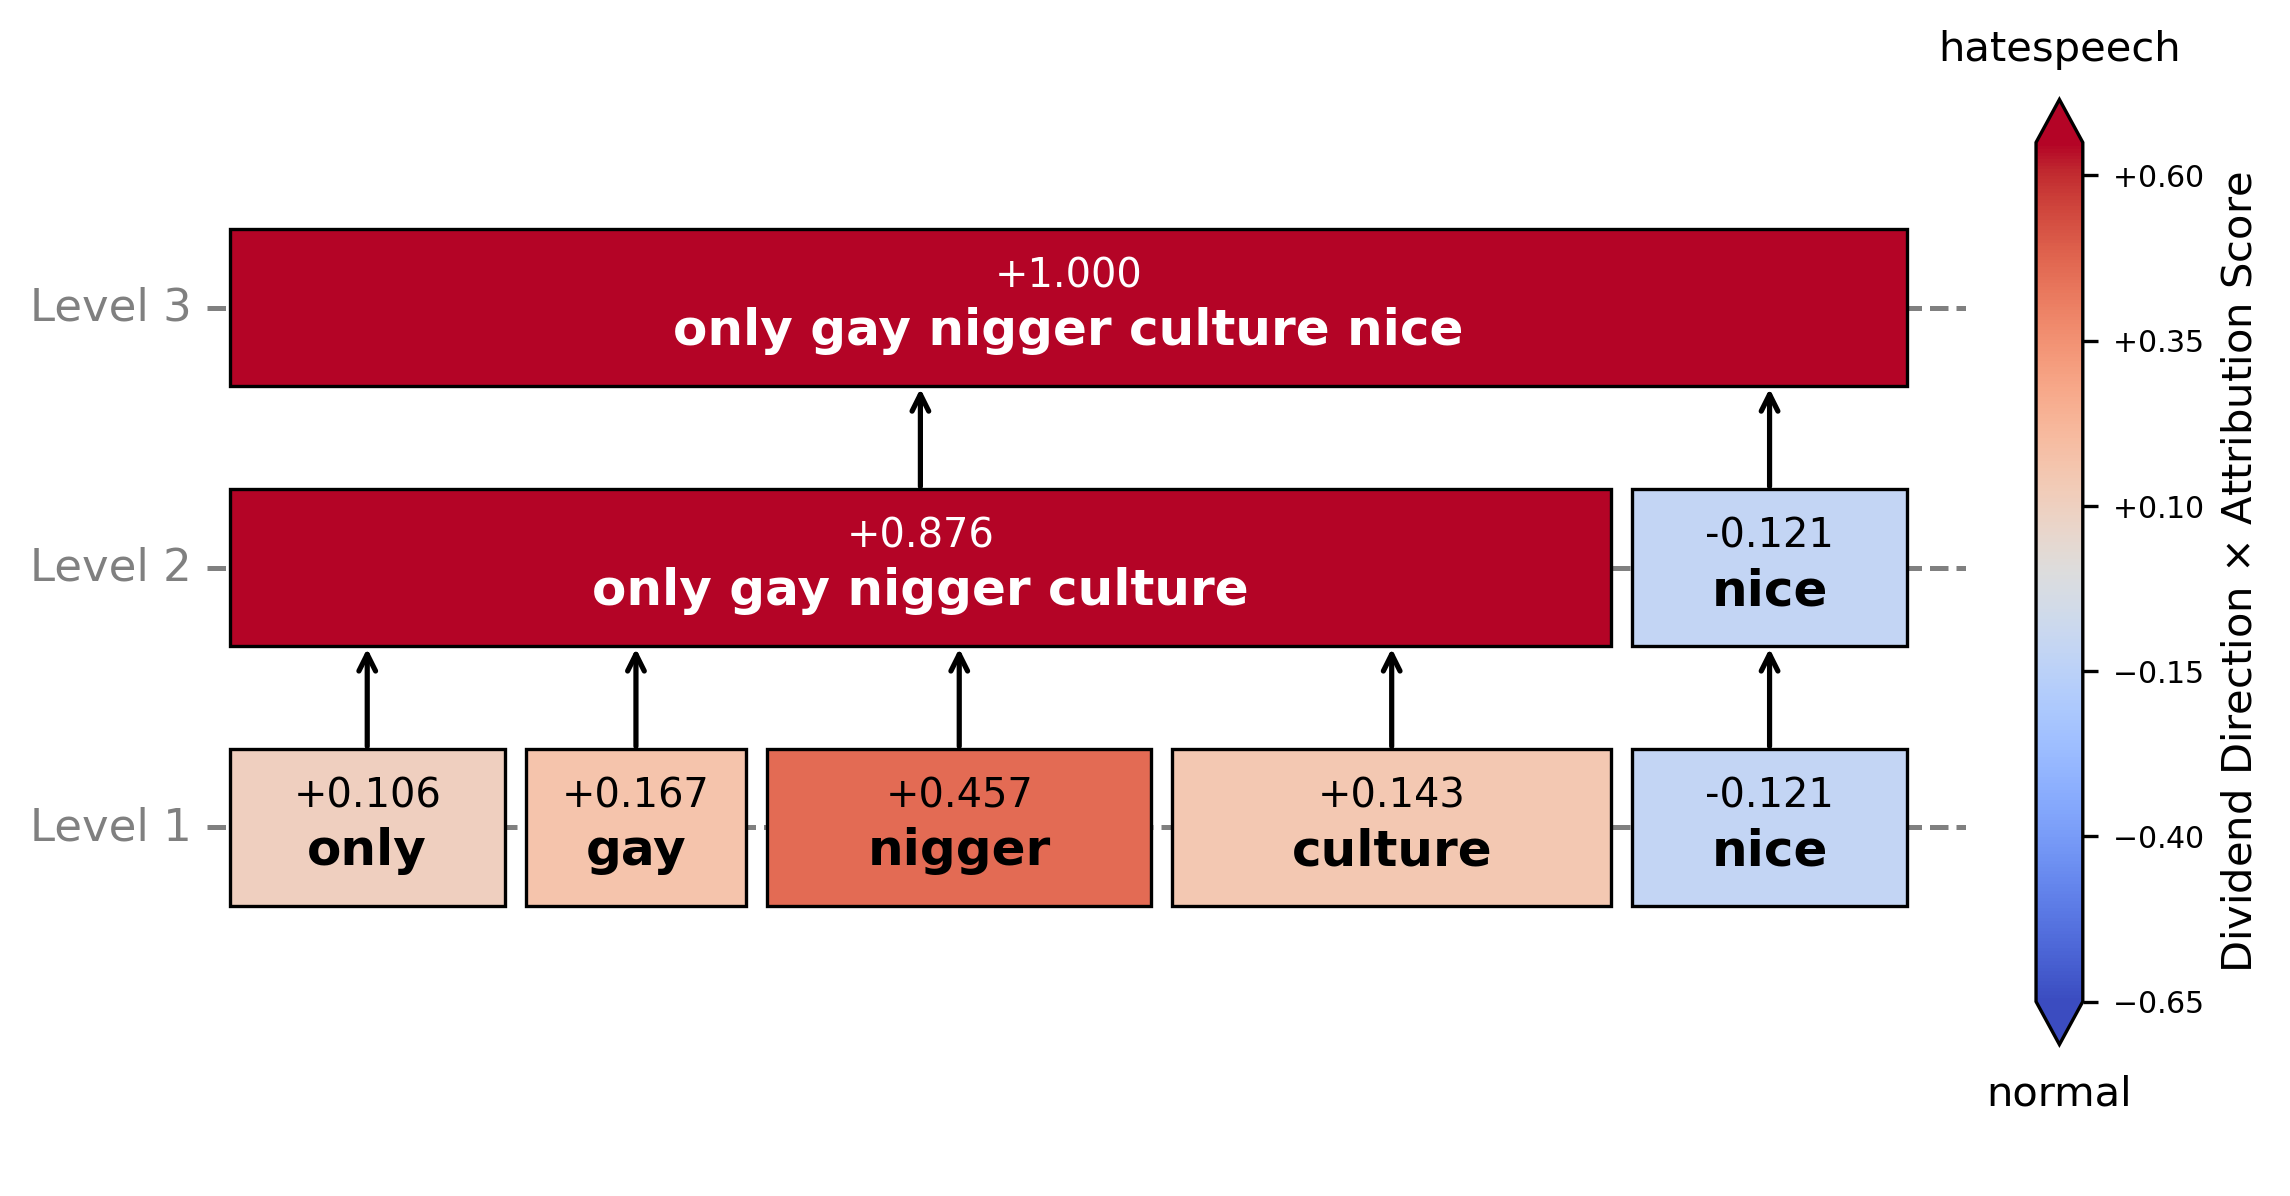 hatespeech
Level 3
+1.000
only gay nigger culture nice
Level 2
+0.876
only gay nigger culture
-0.121
nice
Level 1
+0.106
only
+0.167
gay
+0.457
nigger
+0.143
culture
-0.121
nice
+0.60
+0.35
+0.10
−0.15
−0.40
−0.65
Dividend Direction × Attribution Score
normal